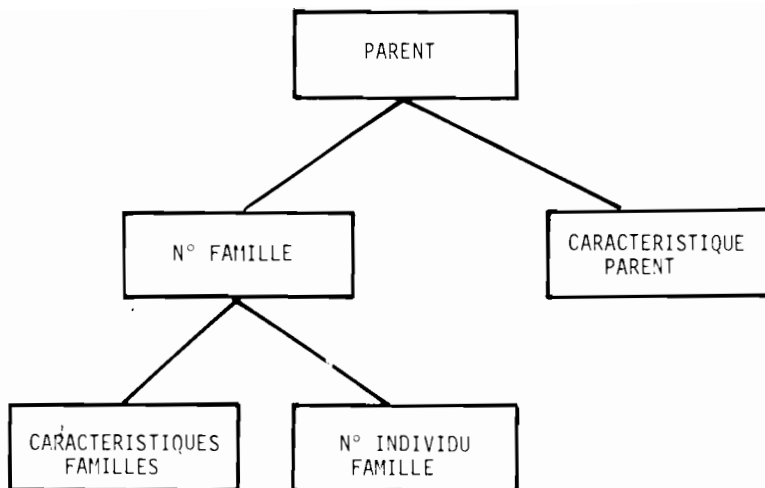 PARENT
N° FAMILLE
CARACTERISTIQUE
PARENT
CARACTERISTIQUES
FAMILLES
N° INDIVIDU
FAMILLE